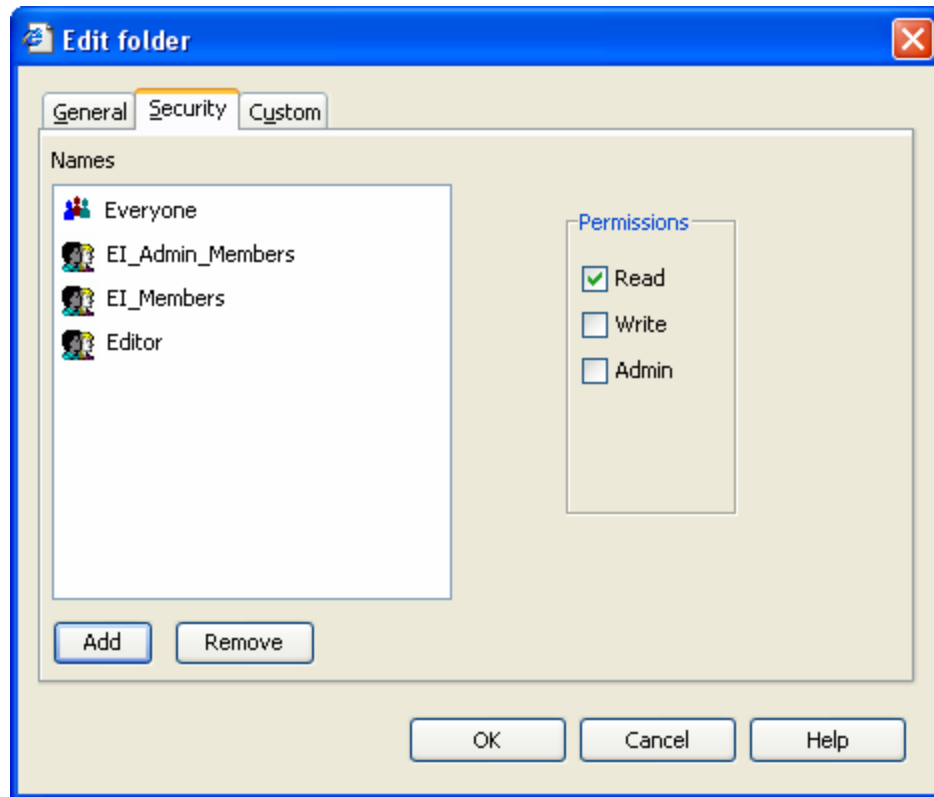 Edit folder
General Security Custom
Names
Everyone
EI_Admin_Members
EI_Members
Editor
Permissions
Read
Write
Admin
Add Remove
OK Cancel Help